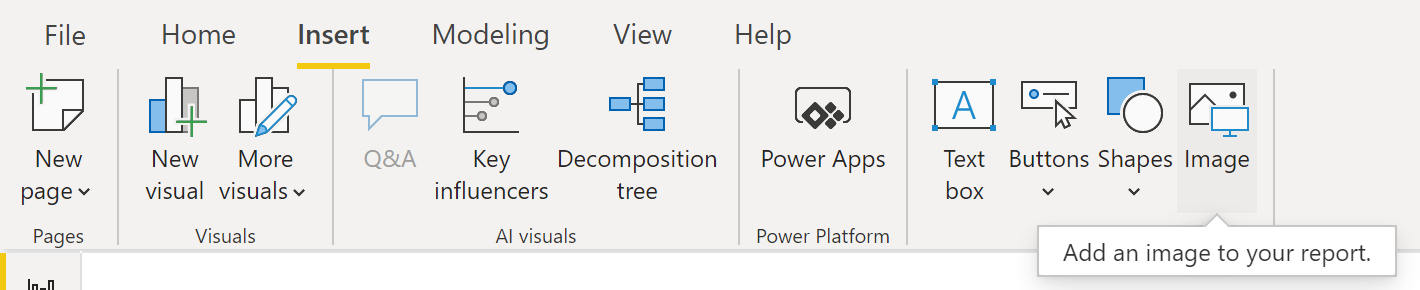 File Home Insert Modeling View Help
New page
New visual
More visuals
Q&A
Key influencers
Decomposition tree
Power Apps
A
Text box
Buttons
Shapes
Image
Pages
Visuals
AI visuals
Power Platform
Add an image to your report.